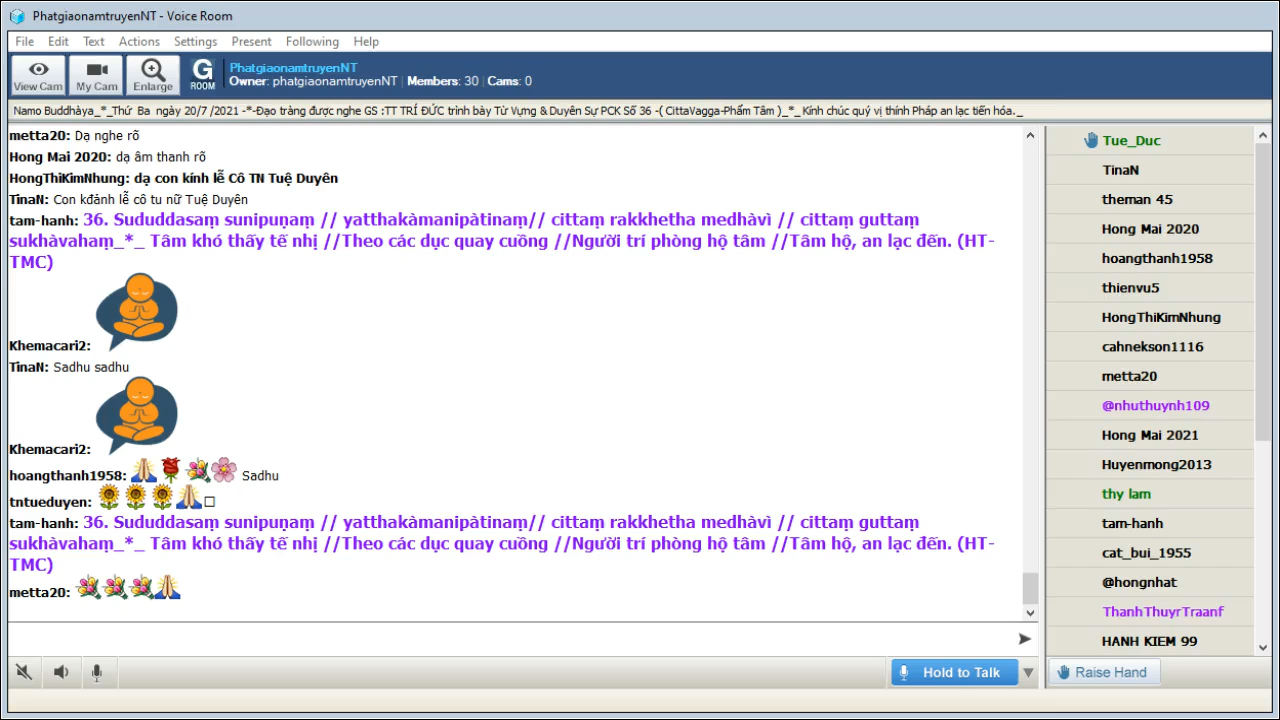 PhatgiaonamtruyenNT - Voice Room
File Edit Text Actions Settings Present Following Help
View Cam My Cam Enlarge G ROOM
PhatgiaonamtruyenNT
Owner: phatgiaonamtruyenNT | Members: 30 | Cams: 0
Namo Buddhàya_*_Thứ Ba ngày 20/7 /2021 -*-Đạo tràng được nghe GS :TT TRÍ ĐỨC trình bày Từ Vựng & Duyên Sự PCK Số 36 -( CittaVagga-Phẩm Tâm )_*_ Kính chúc quý vị thính Pháp an lạc tiến hóa._
metta20: Dạ nghe rõ
Hong Mai 2020: dạ âm thanh rõ
HongThiKimNhung: dạ con kính lễ Cô TN Tuệ Duyên
TinaN: Con kđảnh lễ cô tu nữ Tuệ Duyên
tam-hanh: 36. Sududdasaṃ sunipuṇaṃ // yatthakàmanipàtinaṃ// cittaṃ rakkhetha medhàvì // cittaṃ guttaṃ
sukhàvahaṃ_*_ Tâm khó thấy tế nhị //Theo các dục quay cuồng //Người trí phòng hộ tâm //Tâm hộ, an lạc đến. (HT-
TMC)
Khemacari2:
TinaN: Sadhu sadhu
Khemacari2:
hoangthanh1958: Sadhu
tntueduyen:
tam-hanh: 36. Sududdasaṃ sunipuṇaṃ // yatthakàmanipàtinaṃ// cittaṃ rakkhetha medhàvì // cittaṃ guttaṃ
sukhàvahaṃ_*_ Tâm khó thấy tế nhị //Theo các dục quay cuồng //Người trí phòng hộ tâm //Tâm hộ, an lạc đến. (HT-
TMC)
metta20:
Hold to Talk
Tue_Duc
TinaN
theman 45
Hong Mai 2020
hoangthanh1958
thienvu5
HongThiKimNhung
cahnekson1116
metta20
@nhuthuynh109
Hong Mai 2021
Huyenmong2013
thy lam
tam-hanh
cat_bui_1955
@hongnhat
ThanhThuyrTraanf
HANH KIEM 99
Raise Hand